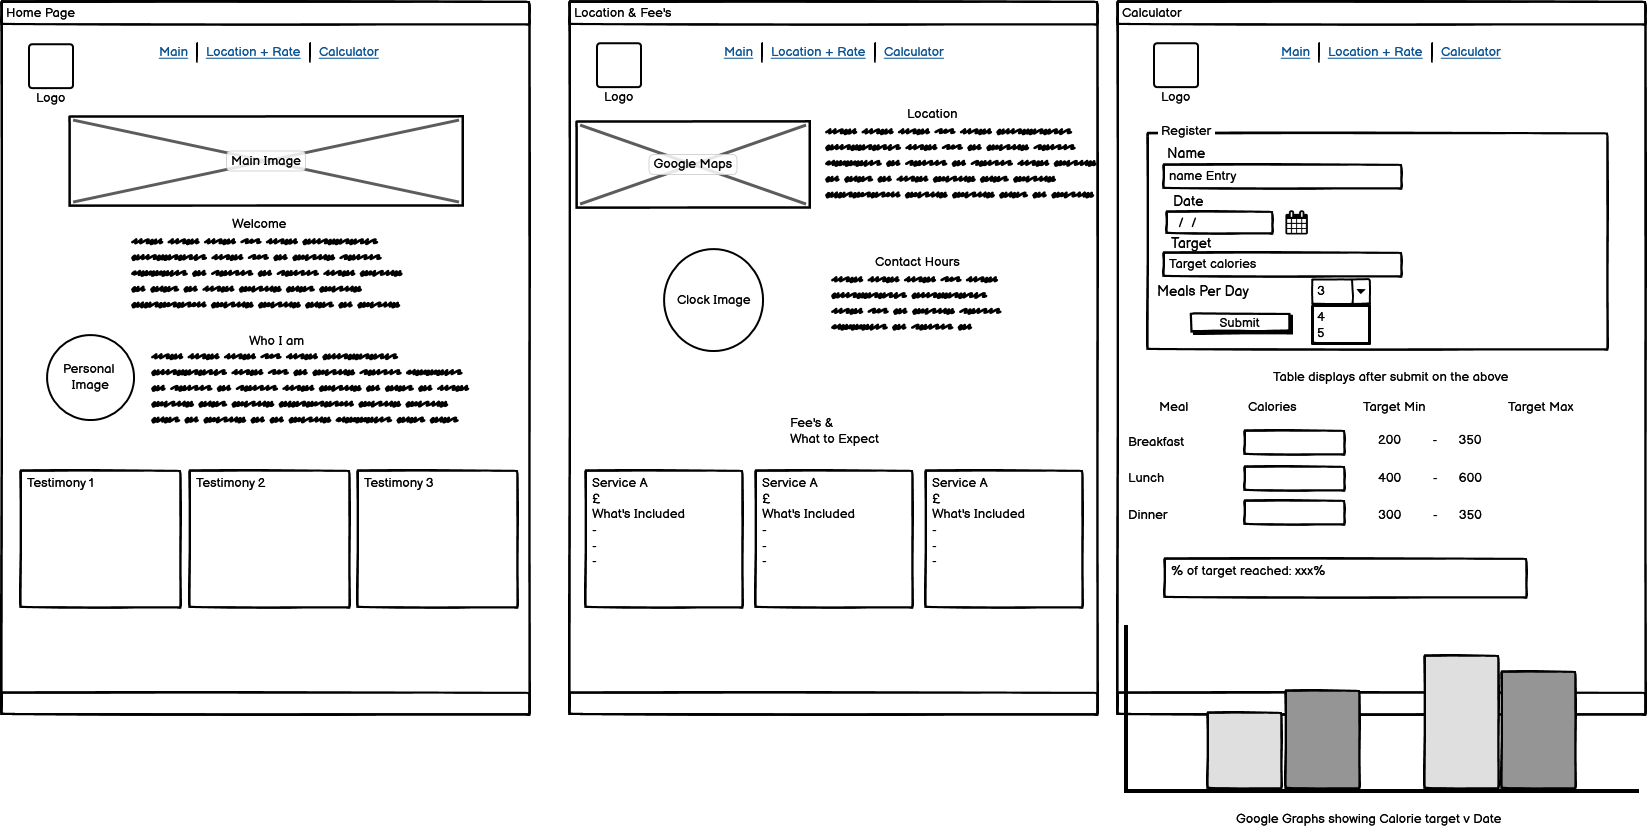 Home Page
Main
Location + Rate
Calculator
Logo
Main Image
Welcome
Who I am
Personal
Image
Testimony 1
Testimony 2
Testimony 3
Location & Fee's
Main
Location + Rate
Calculator
Logo
Google Maps
Location
Clock Image
Contact Hours
Fee's &
What to Expect
Service A
£
What's Included
-
-
-
Service A
£
What's Included
-
-
-
Service A
£
What's Included
-
-
-
Calculator
Main
Location + Rate
Calculator
Logo
Register
Name
name Entry
Date
/ /
Target
Target calories
Meals Per Day
3
4
5
Submit
Table displays after submit on the above
Meal Calories Target Min Target Max
Breakfast 200 - 350
Lunch 400 - 600
Dinner 300 - 350
% of target reached: xxx%
Google Graphs showing Calorie target v Date